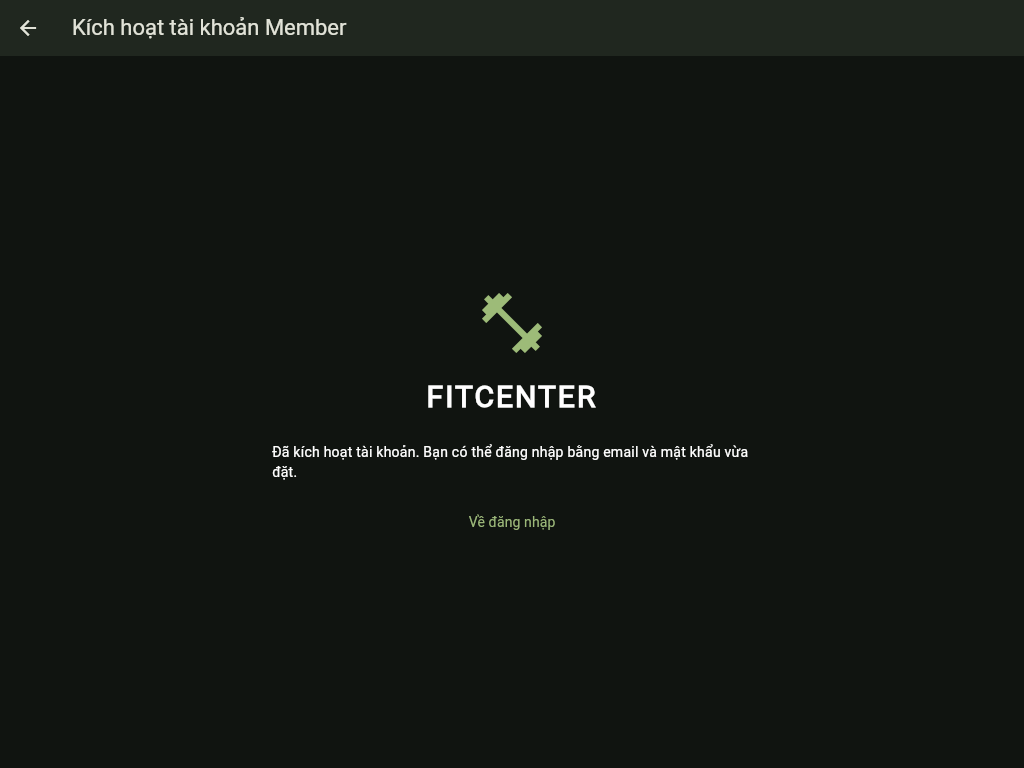 Kích hoạt tài khoản Member
FITCENTER
Đã kích hoạt tài khoản. Bạn có thể đăng nhập bằng email và mật khẩu vừa
đặt.
Về đăng nhập